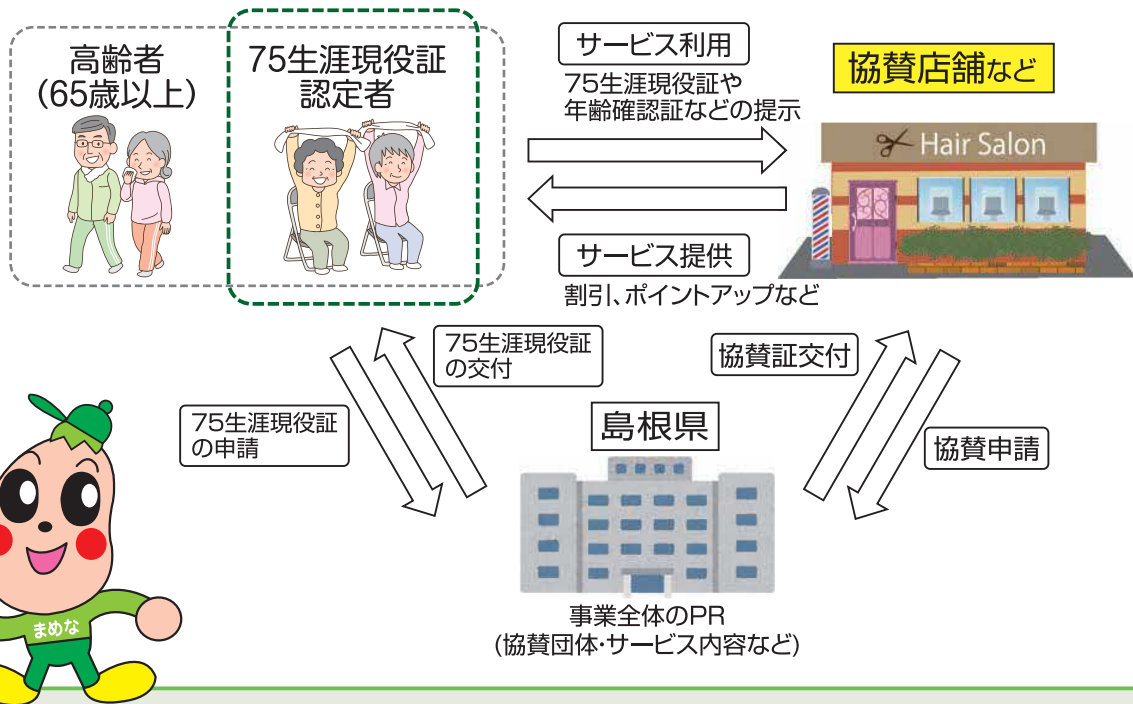 高齢者
(65歳以上)
75生涯現役証
認定者
サービス利用
75生涯現役証や
年齢確認証などの提示
協賛店舗など
Hair Salon
サービス提供
割引、ポイントアップなど
75生涯現役証
の交付
協賛証交付
75生涯現役証
の申請
島根県
協賛申請
まめな
事業全体のPR
(協賛団体・サービス内容など)